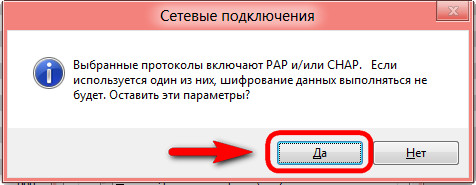 Сетевые подключения
Выбранные протоколы включают PAP и/или CHAP. Если
используется один из них, шифрование данных выполняться не
будет. Оставить эти параметры?
Да Нет